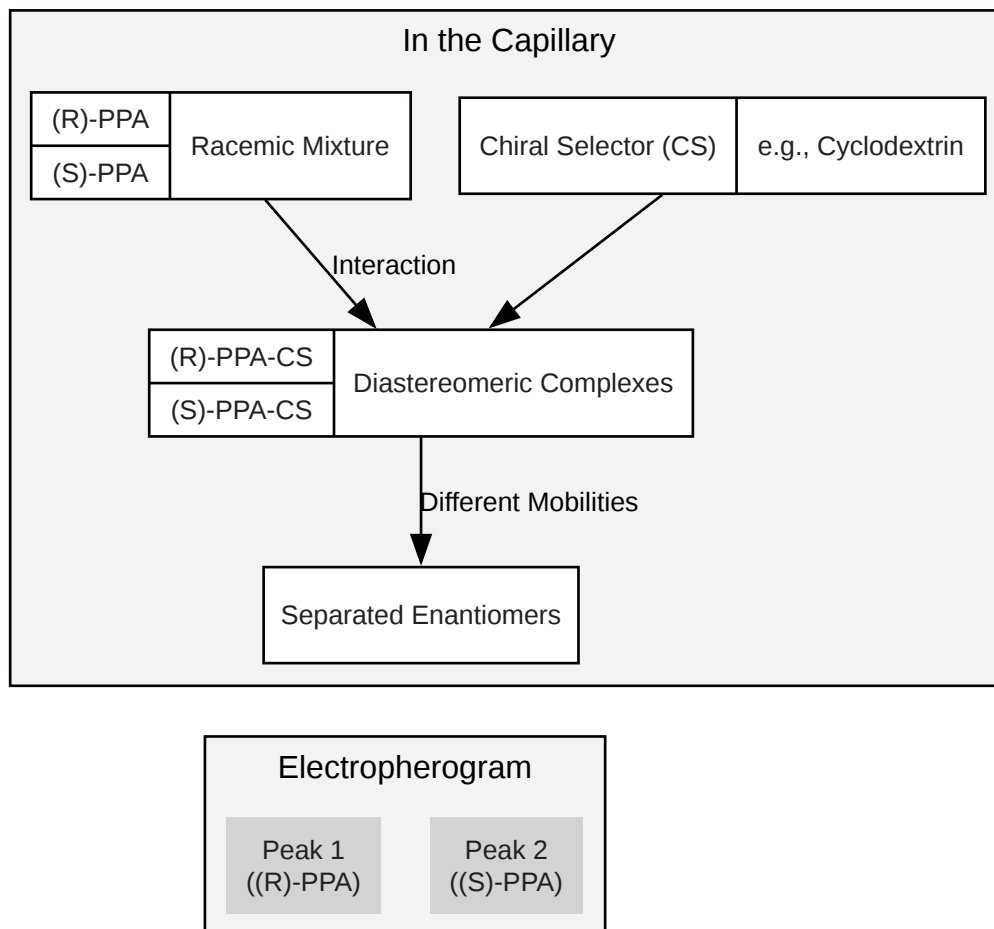 In the Capillary
(R)-PPA
(S)-PPA
Racemic Mixture
Chiral Selector (CS)
e.g., Cyclodextrin
Interaction
(R)-PPA-CS
(S)-PPA-CS
Diastereomeric Complexes
Different Mobilities
Separated Enantiomers
Electropherogram
Peak 1
((R)-PPA)
Peak 2
((S)-PPA)